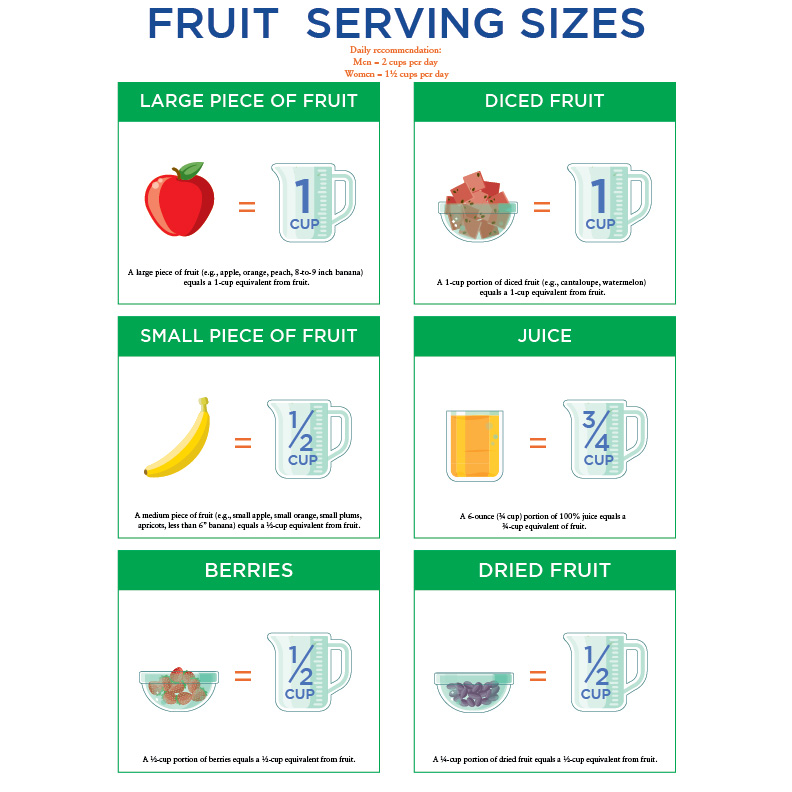 FRUIT SERVING SIZES
Daily recommendation:
Men = 2 cups per day
Women = 1½ cups per day
LARGE PIECE OF FRUIT
=
1
CUP
A large piece of fruit (e.g., apple, orange, peach, 8-to-9 inch banana)
equals a 1-cup equivalent from fruit.
DICED FRUIT
=
1
CUP
A 1-cup portion of diced fruit (e.g., cantaloupe, watermelon)
equals a 1-cup equivalent from fruit.
SMALL PIECE OF FRUIT
=
1/2
CUP
A medium piece of fruit (e.g., small apple, small orange, small plums,
apricots, less than 6" banana) equals a ½-cup equivalent from fruit.
JUICE
=
3/4
CUP
A 6-ounce (¾ cup) portion of 100% juice equals a
¾-cup equivalent of fruit.
BERRIES
=
1/2
CUP
A ½-cup portion of berries equals a ½-cup equivalent from fruit.
DRIED FRUIT
=
1/2
CUP
A ¼-cup portion of dried fruit equals a ½-cup equivalent from fruit.